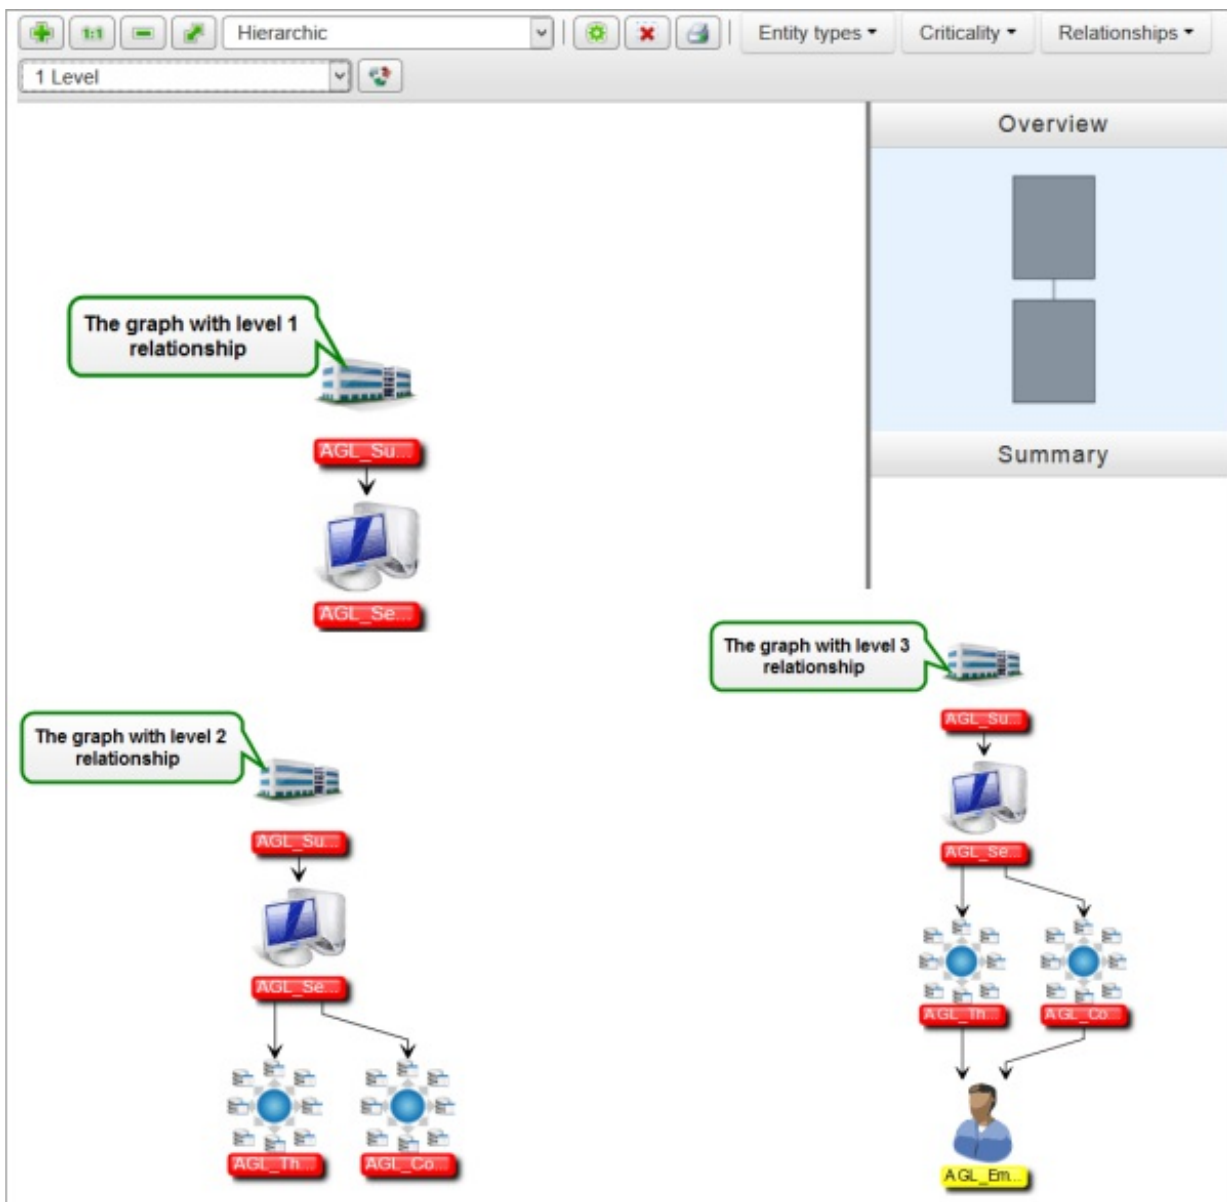 1:1
Hierarchic
Entity types
Criticality
Relationships
1 Level
Overview
Summary
The graph with level 1
relationship
AGL_Su...
AGL_Se...
The graph with level 2
relationship
AGL_Su...
AGL_Se...
AGL_Th...
AGL_Co...
The graph with level 3
relationship
AGL_Su...
AGL_Se...
AGL_Th...
AGL_Co...
AGL_Em...